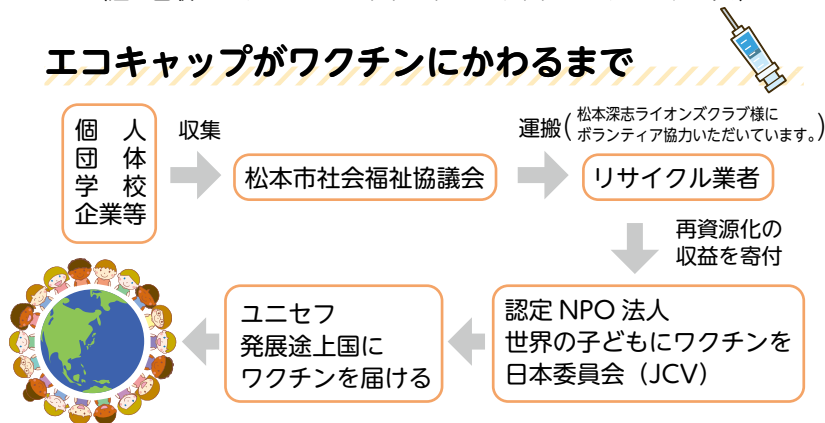 エコキャップがワクチンにかわるまで
個人
団体
学校
企業等
収集
松本市社会福祉協議会
運搬(松本深志ライオンズクラブ様に
ボランティア協力いただいています。)
リサイクル業者
再資源化の
収益を寄付
認定NPO法人
世界の子どもにワクチンを
日本委員会(JCV)
ユニセフ
発展途上国に
ワクチンを届ける